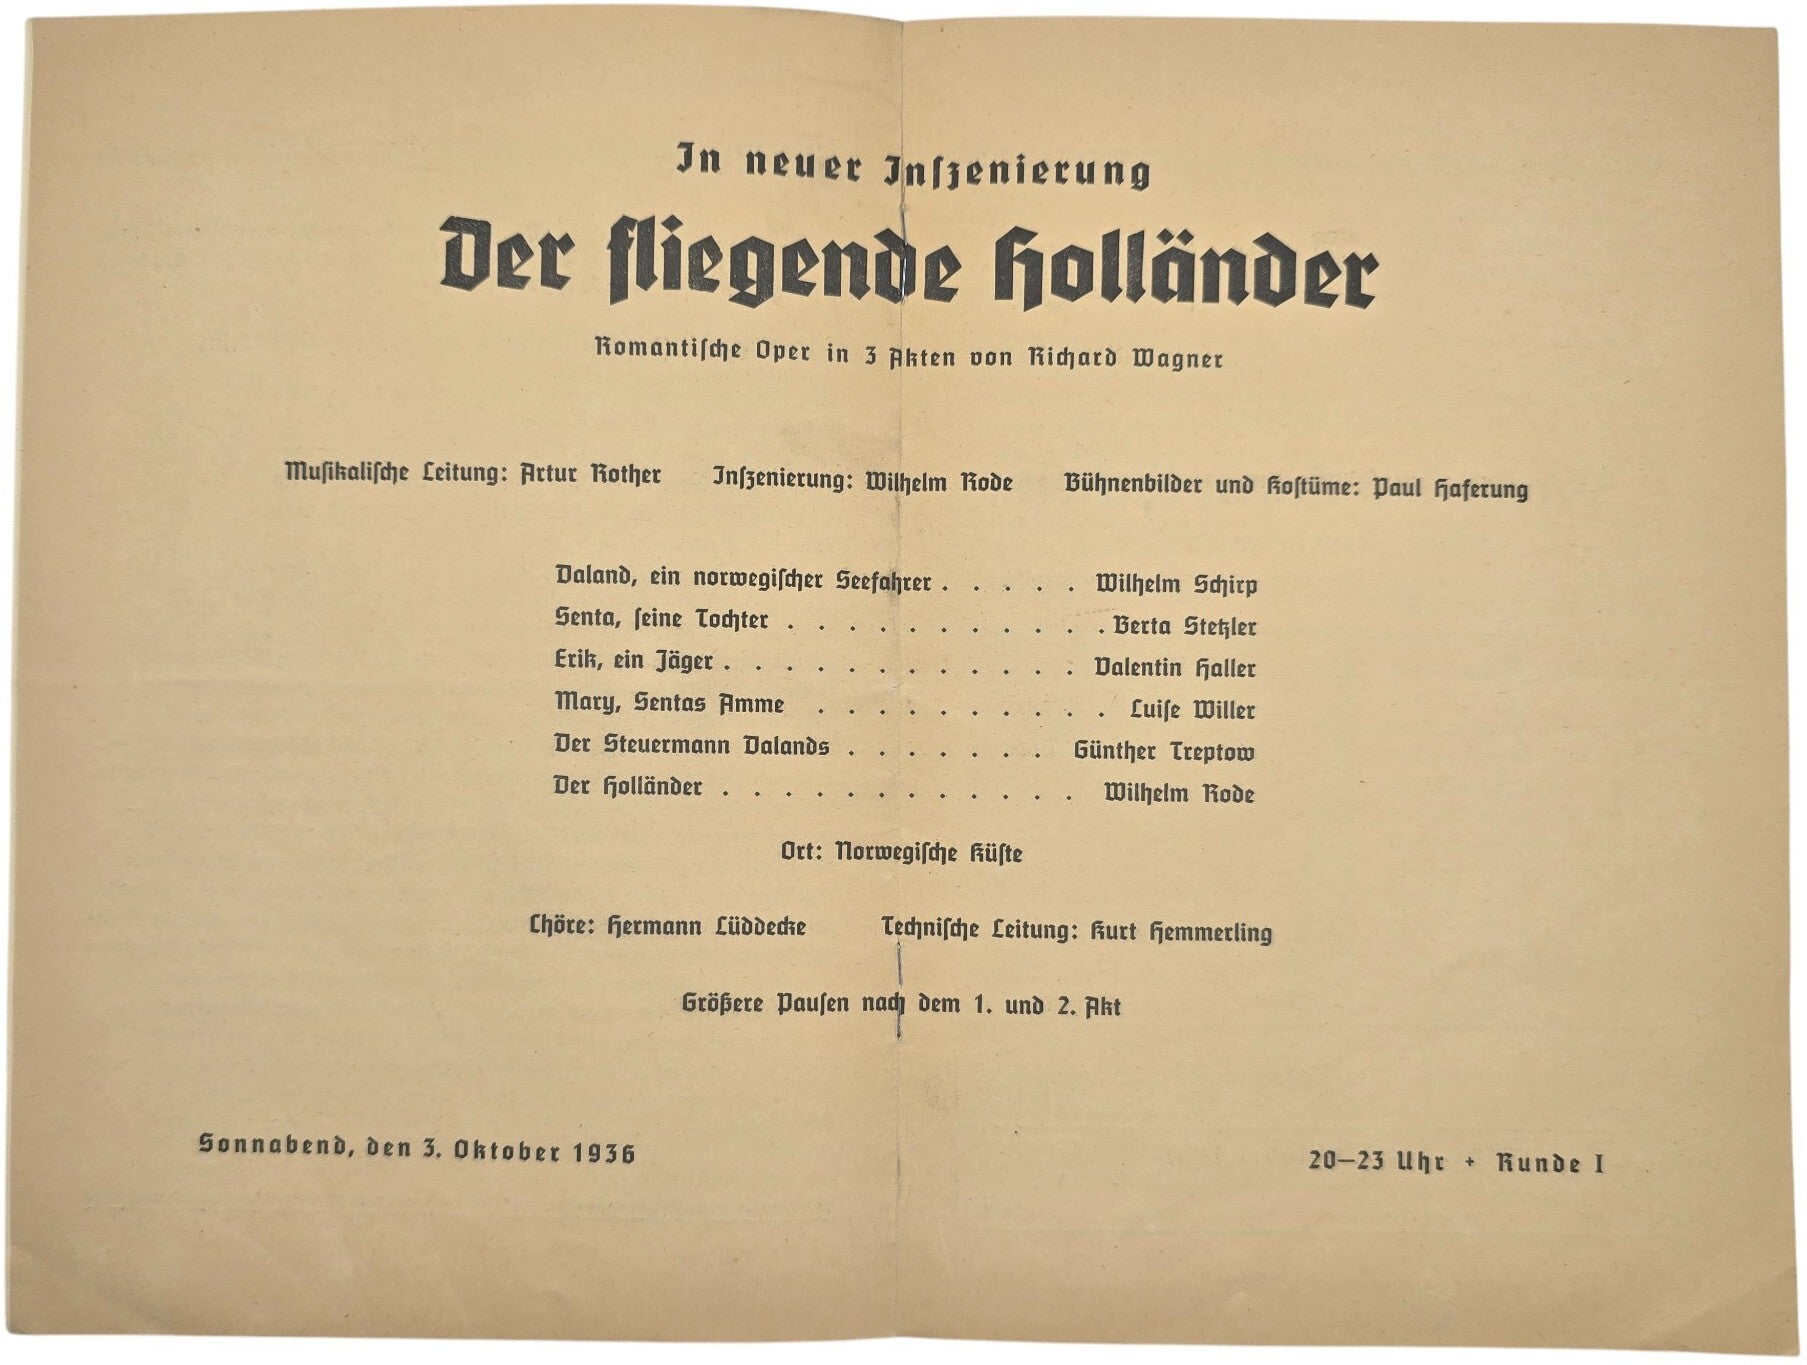 In neuer Inſzenierung
Der fliegende Holländer
Romantiſche Oper in 3 Akten von Richard Wagner
Muſikaliſche Leitung: Artur Rother Inſzenierung: Wilhelm Rode Bühnenbilder und Koſtüme: Paul Haferung
Daland, ein norwegiſcher Seefahrer . . . . . Wilhelm Schirp
Senta, ſeine Tochter . . . . . . . . . . . Berta Stetzler
Erik, ein Jäger . . . . . . . . . . . . Valentin Haller
Mary, Sentas Amme . . . . . . . . . . Luiſe Willer
Der Steuermann Dalands . . . . . . . Günther Treptow
Der Holländer . . . . . . . . . . . . Wilhelm Rode
Ort: Norwegiſche Küſte
Chöre: Hermann Lüddecke Techniſche Leitung: Kurt Hemmerling
Größere Pauſen nach dem 1. und 2. Akt
Sonnabend, den 3. Oktober 1936 20–23 Uhr + Runde I